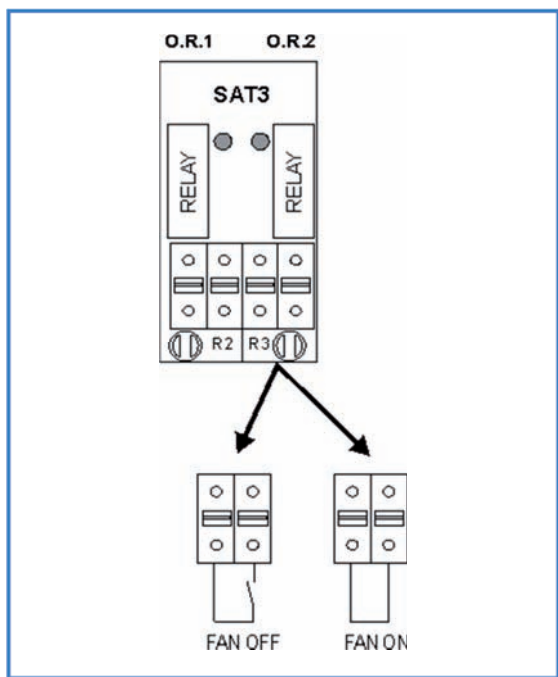 O.R.1 O.R.2
SAT3
RELAY RELAY
R2 R3
FAN OFF FAN ON